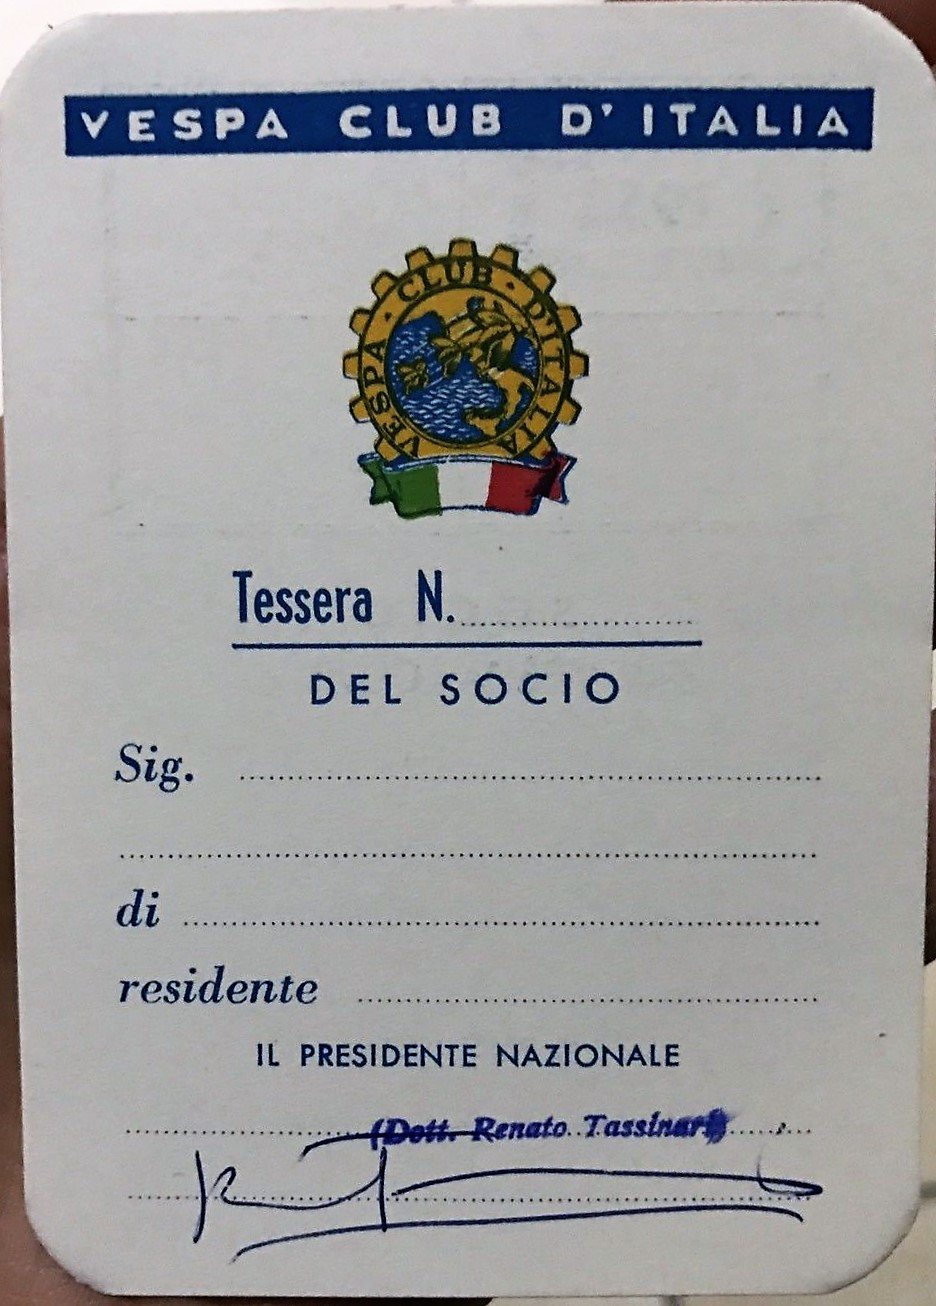 VESPA CLUB D'ITALIA
VESPA · CLUB · D'ITALIA
Tessera N.
DEL SOCIO
Sig.
di
residente
IL PRESIDENTE NAZIONALE
(Dott. Renato Tassinari)